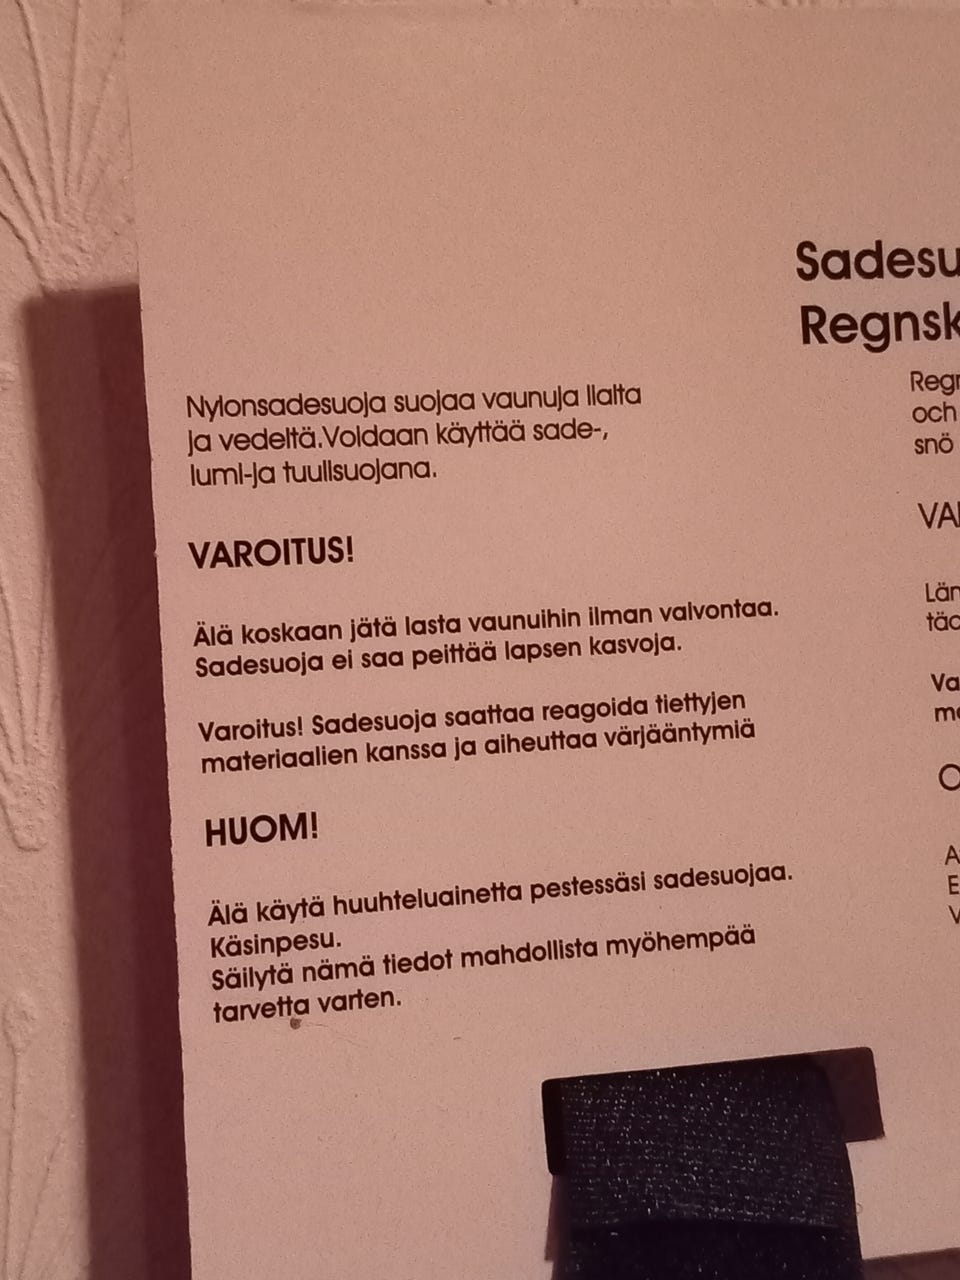 Sadesu
Regnsk
Nylonsadesuoja suojaa vaunuja lialta
ja vedeltä.Voidaan käyttää sade-,
lumi-ja tuulisuojana.
VAROITUS!
Älä koskaan jätä lasta vaunuihin ilman valvontaa.
Sadesuoja ei saa peittää lapsen kasvoja.
Varoitus! Sadesuoja saattaa reagoida tiettyjen
materiaalien kanssa ja aiheuttaa värjääntymiä
HUOM!
Älä käytä huuhteluainetta pestessäsi sadesuojaa.
Käsinpesu.
Säilytä nämä tiedot mahdollista myöhempää
tarvetta varten.
Regn
och
snö